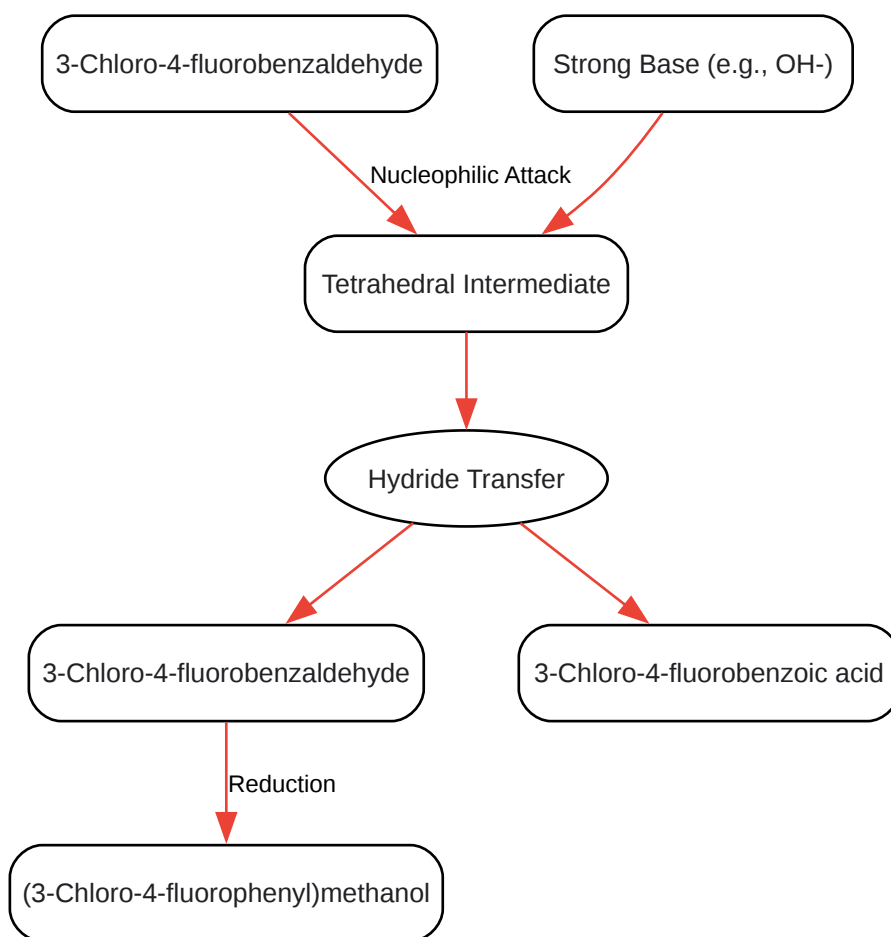 3-Chloro-4-fluorobenzaldehyde
Strong Base (e.g., OH-)
Nucleophilic Attack
Tetrahedral Intermediate
Hydride Transfer
3-Chloro-4-fluorobenzaldehyde
3-Chloro-4-fluorobenzoic acid
Reduction
(3-Chloro-4-fluorophenyl)methanol